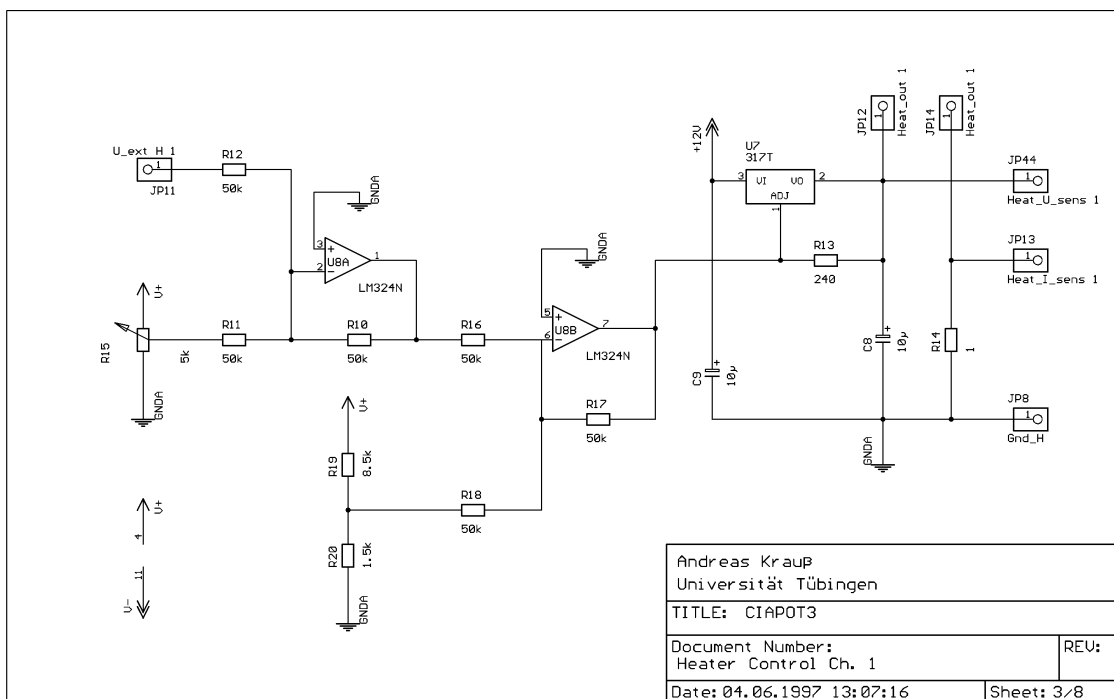 U_ext H 1
1
JP11
R12
50k
GNDA
3
+
2
-
U8A
1
LM324N
V+
R15
5k
GNDA
R11
50k
R10
50k
R16
50k
GNDA
5
+
6
-
U8B
7
LM324N
R17
50k
V+
R19
8.5k
R18
50k
R20
1.5k
GNDA
V+
4
11
V-
+12V
U7
317T
3
VI
VO
2
ADJ
1
R13
240
JP12
1
Heat_out 1
JP14
1
Heat_out 1
JP44
1
Heat_U_sens 1
JP13
1
Heat_I_sens 1
C9
+
10µ
C8
+
10µ
R14
1
JP8
1
Gnd_H
GNDA
Andreas Krauβ
Universität Tübingen
TITLE: CIAPOT3
Document Number:
REV:
Heater Control Ch. 1
Date: 04.06.1997 13:07:16
Sheet: 3/8